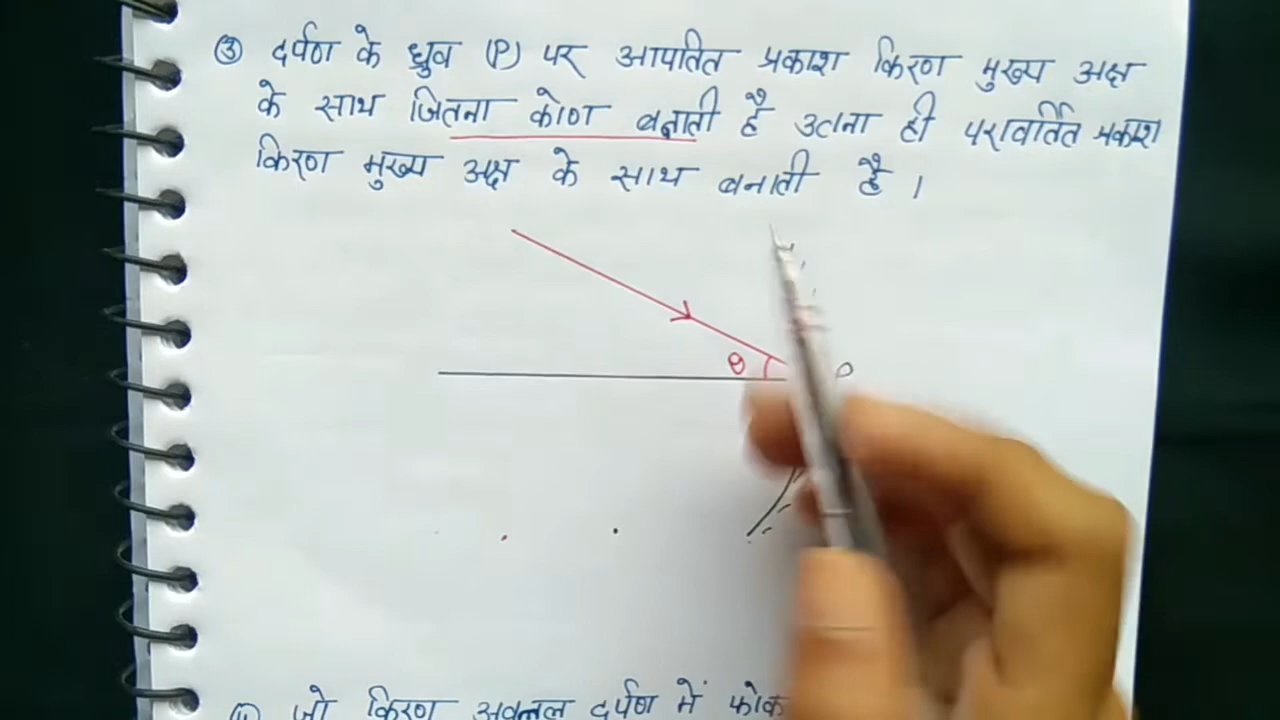 ③ दर्पण के ध्रुव (P) पर आपतित प्रकाश किरण मुख्य अक्ष
के साथ जितना कोण बनाती है उतना ही परावर्तित प्रकाश
किरण मुख्य अक्ष के साथ बनाती है ।
θ
P
जो किरण अवतल दर्पण में